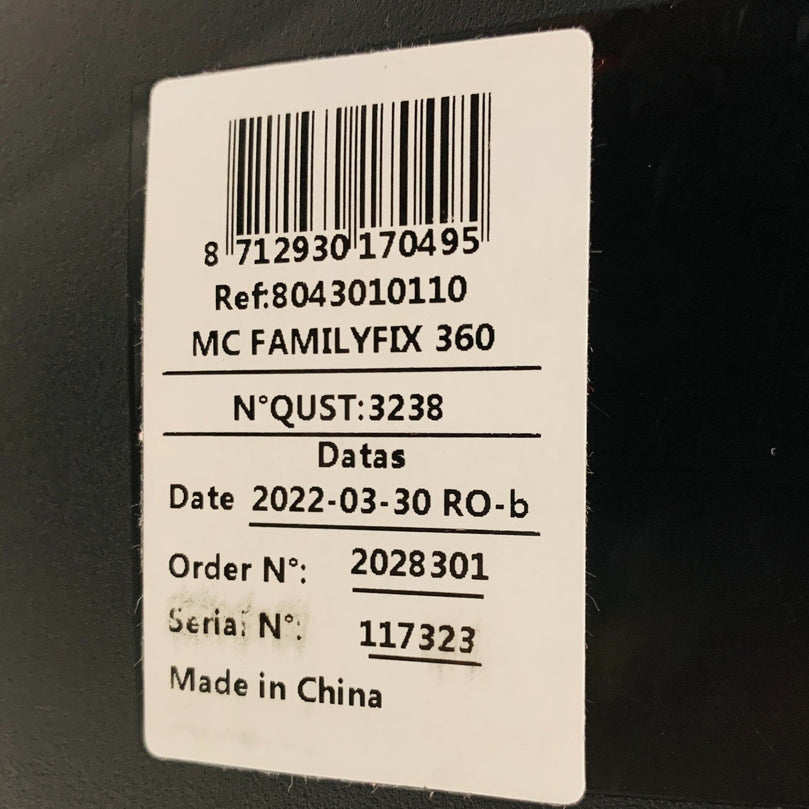 8 712930 170495
Ref:8043010110
MC FAMILYFIX 360
N°QUST:3238
Datas
Date 2022-03-30 RO-b
Order N°: 2028301
Serial N°: 117323
Made in China